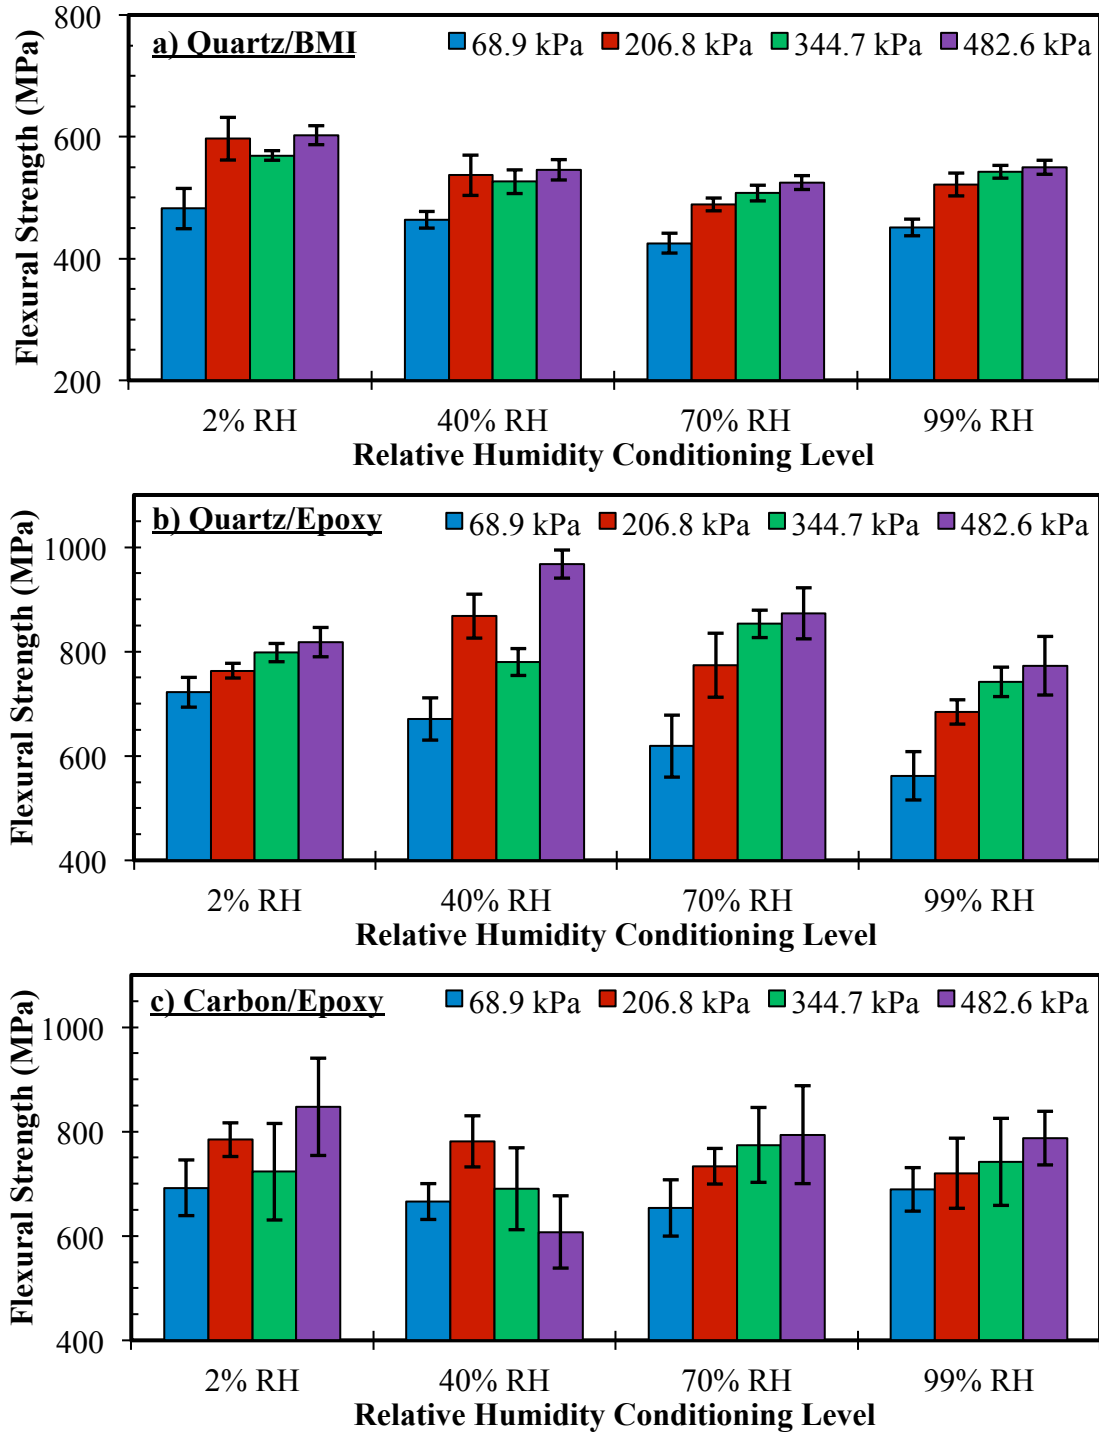 a) Quartz/BMI 68.9 kPa 206.8 kPa 344.7 kPa 482.6 kPa
Flexural Strength (MPa)
800
600
400
200
2% RH 40% RH 70% RH 99% RH
Relative Humidity Conditioning Level
b) Quartz/Epoxy 68.9 kPa 206.8 kPa 344.7 kPa 482.6 kPa
Flexural Strength (MPa)
1000
800
600
400
2% RH 40% RH 70% RH 99% RH
Relative Humidity Conditioning Level
c) Carbon/Epoxy 68.9 kPa 206.8 kPa 344.7 kPa 482.6 kPa
Flexural Strength (MPa)
1000
800
600
400
2% RH 40% RH 70% RH 99% RH
Relative Humidity Conditioning Level